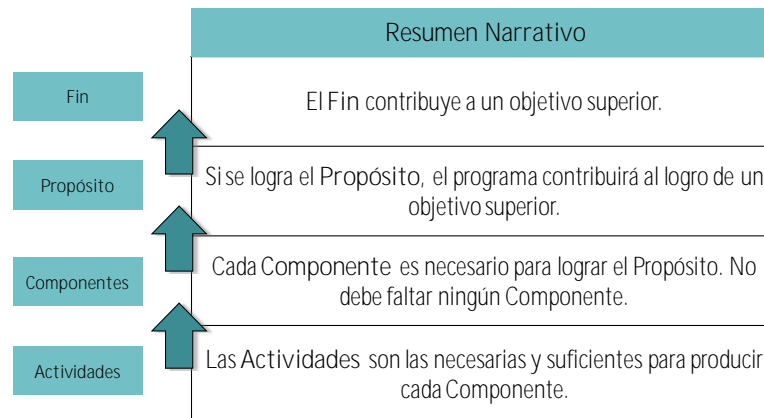 Resumen Narrativo
Fin
El Fin contribuye a un objetivo superior.
Propósito
Si se logra el Propósito, el programa contribuirá al logro de un
objetivo superior.
Componentes
Cada Componente es necesario para lograr el Propósito. No
debe faltar ningún Componente.
Actividades
Las Actividades son las necesarias y suficientes para producir
cada Componente.